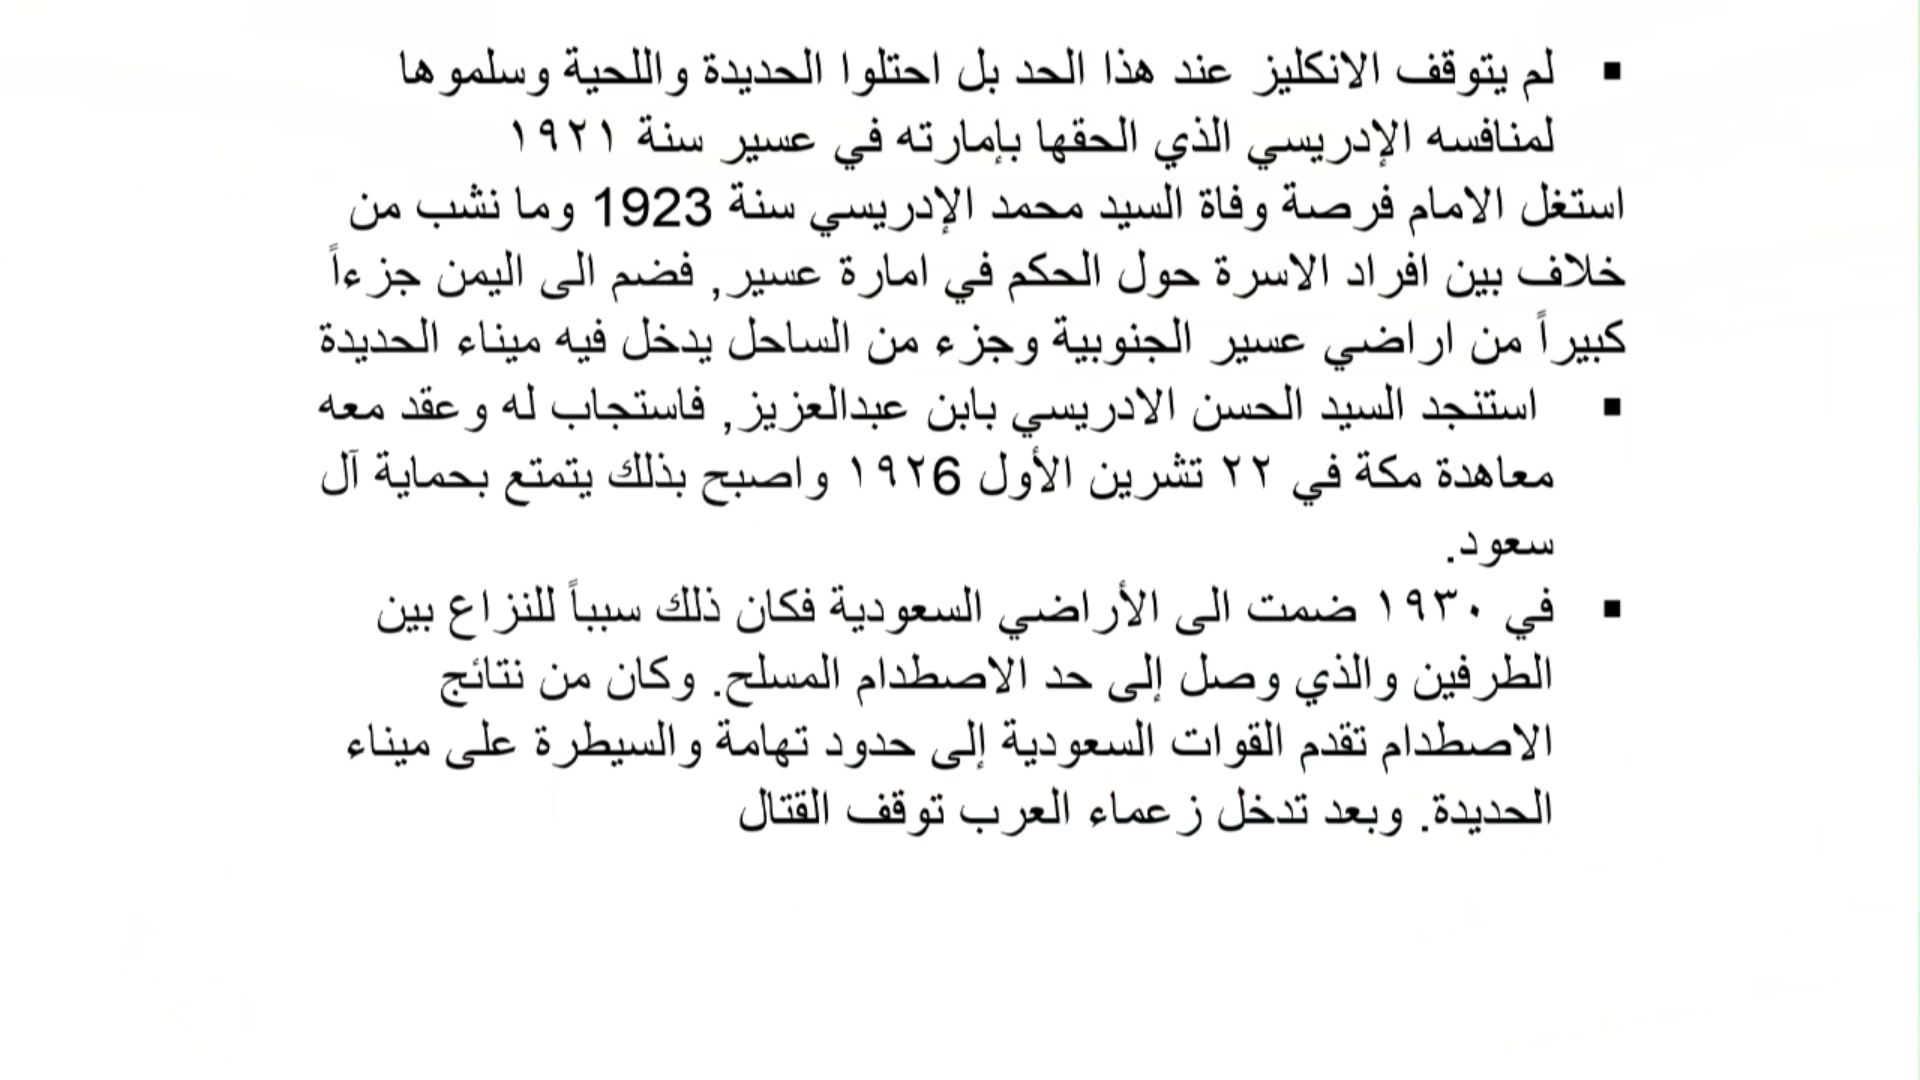 ▪ لم يتوقف الانكليز عند هذا الحد بل احتلوا الحديدة واللحية وسلموها
لمنافسه الإدريسي الذي الحقها بإمارته في عسير سنة ١٩٢١
استغل الامام فرصة وفاة السيد محمد الإدريسي سنة 1923 وما نشب من
خلاف بين افراد الاسرة حول الحكم في امارة عسير, فضم الى اليمن جزءاً
كبيراً من اراضي عسير الجنوبية وجزء من الساحل يدخل فيه ميناء الحديدة
▪ استنجد السيد الحسن الادريسي بابن عبدالعزيز, فاستجاب له وعقد معه
معاهدة مكة في ٢٢ تشرين الأول ١٩٢6 واصبح بذلك يتمتع بحماية آل
سعود.
▪ في ١٩٣٠ ضمت الى الأراضي السعودية فكان ذلك سبباً للنزاع بين
الطرفين والذي وصل إلى حد الاصطدام المسلح. وكان من نتائج
الاصطدام تقدم القوات السعودية إلى حدود تهامة والسيطرة على ميناء
الحديدة. وبعد تدخل زعماء العرب توقف القتال